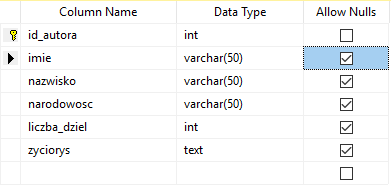 Column Name Data Type Allow Nulls
id_autora int
imie varchar(50)
nazwisko varchar(50)
narodowosc varchar(50)
liczba_dziel int
zyciorys text